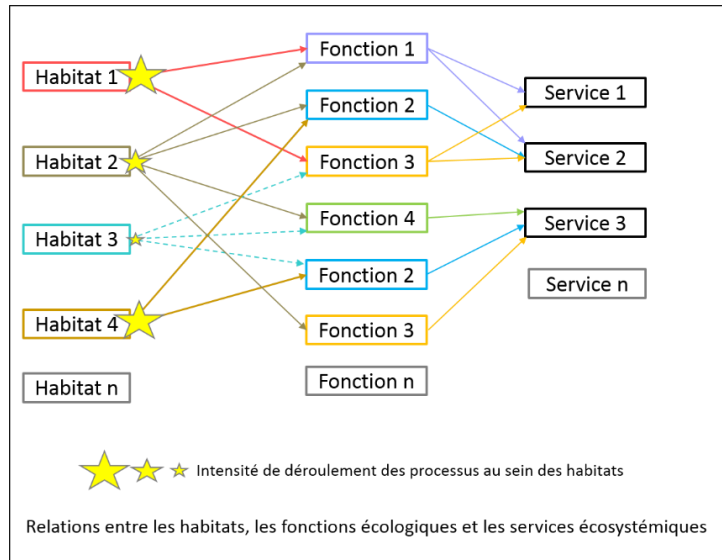 Habitat 1
Habitat 2
Habitat 3
Habitat 4
Habitat n
Fonction 1
Fonction 2
Fonction 3
Fonction 4
Fonction 2
Fonction 3
Fonction n
Service 1
Service 2
Service 3
Service n
Intensité de déroulement des processus au sein des habitats
Relations entre les habitats, les fonctions écologiques et les services écosystémiques